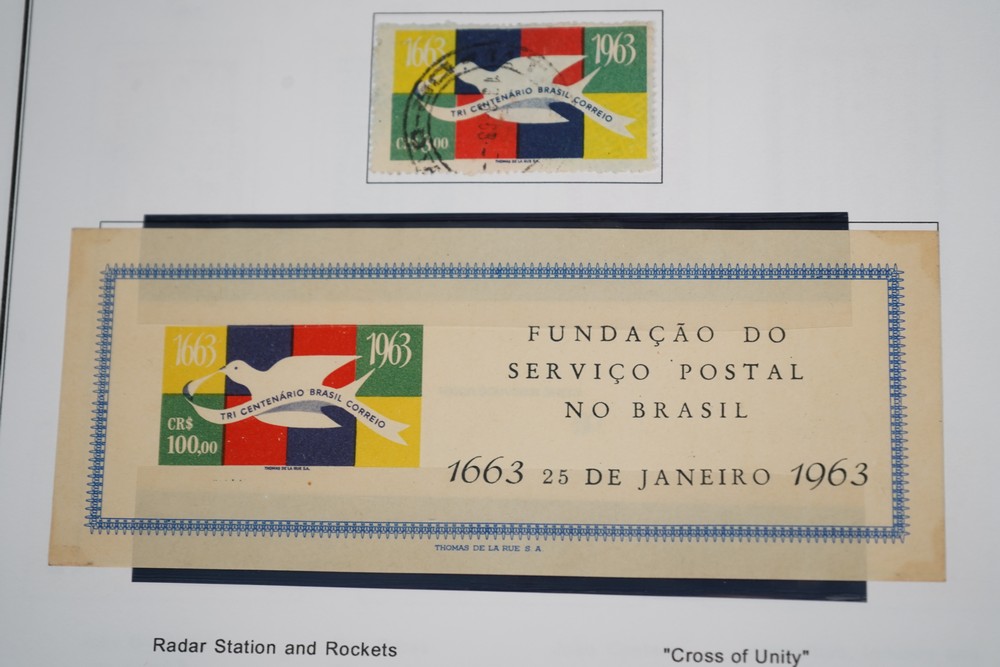 1663
1963
TRI CENTENÁRIO BRASIL CORREIO
THOMAS DE LA RUE S.A.
1663
1963
TRI CENTENÁRIO BRASIL CORREIO
CR$
100,00
THOMAS DE LA RUE S.A.
FUNDAÇÃO DO
SERVIÇO POSTAL
NO BRASIL
1663 25 DE JANEIRO 1963
THOMAS DE LA RUE S. A.
Radar Station and Rockets
"Cross of Unity"